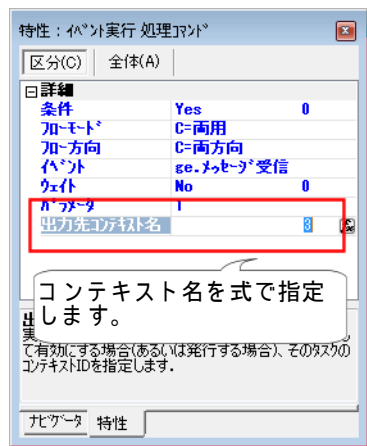 特性：ｲﾍﾞﾝﾄ実行 処理ｺﾏﾝﾄﾞ
区分(C) 全体(A)
詳細
条件 Yes 0
ﾌﾛｰﾓｰﾄﾞ C=両用
ﾌﾛｰ方向 C=両方向
ｲﾍﾞﾝﾄ ge.ﾒｯｾｰｼﾞ受信
ｳｪｲﾄ No 0
ﾊﾟﾗﾒｰﾀ 1
出力先ｺﾝﾃｷｽﾄ名 3
コンテキスト名を式で指定
します。
て有効にする場合(あるいは発行する場合)、そのﾀｽｸの
ｺﾝﾃｷｽﾄIDを指定します.
ﾅﾋﾞｹﾞｰﾀ 特性